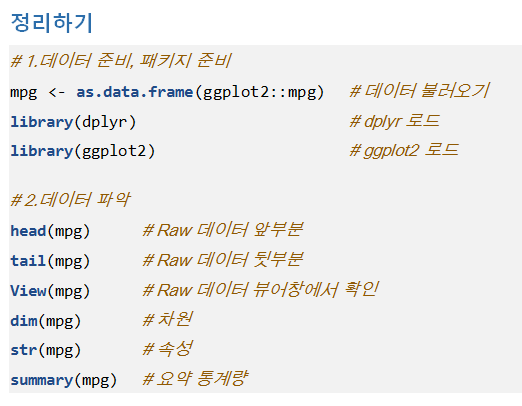 정리하기
# 1.데이터 준비, 패키지 준비
mpg <- as.data.frame(ggplot2::mpg) # 데이터 불러오기
library(dplyr) # dplyr 로드
library(ggplot2) # ggplot2 로드
# 2.데이터 파악
head(mpg) # Raw 데이터 앞부분
tail(mpg) # Raw 데이터 뒷부분
View(mpg) # Raw 데이터 뷰어창에서 확인
dim(mpg) # 차원
str(mpg) # 속성
summary(mpg) # 요약 통계량